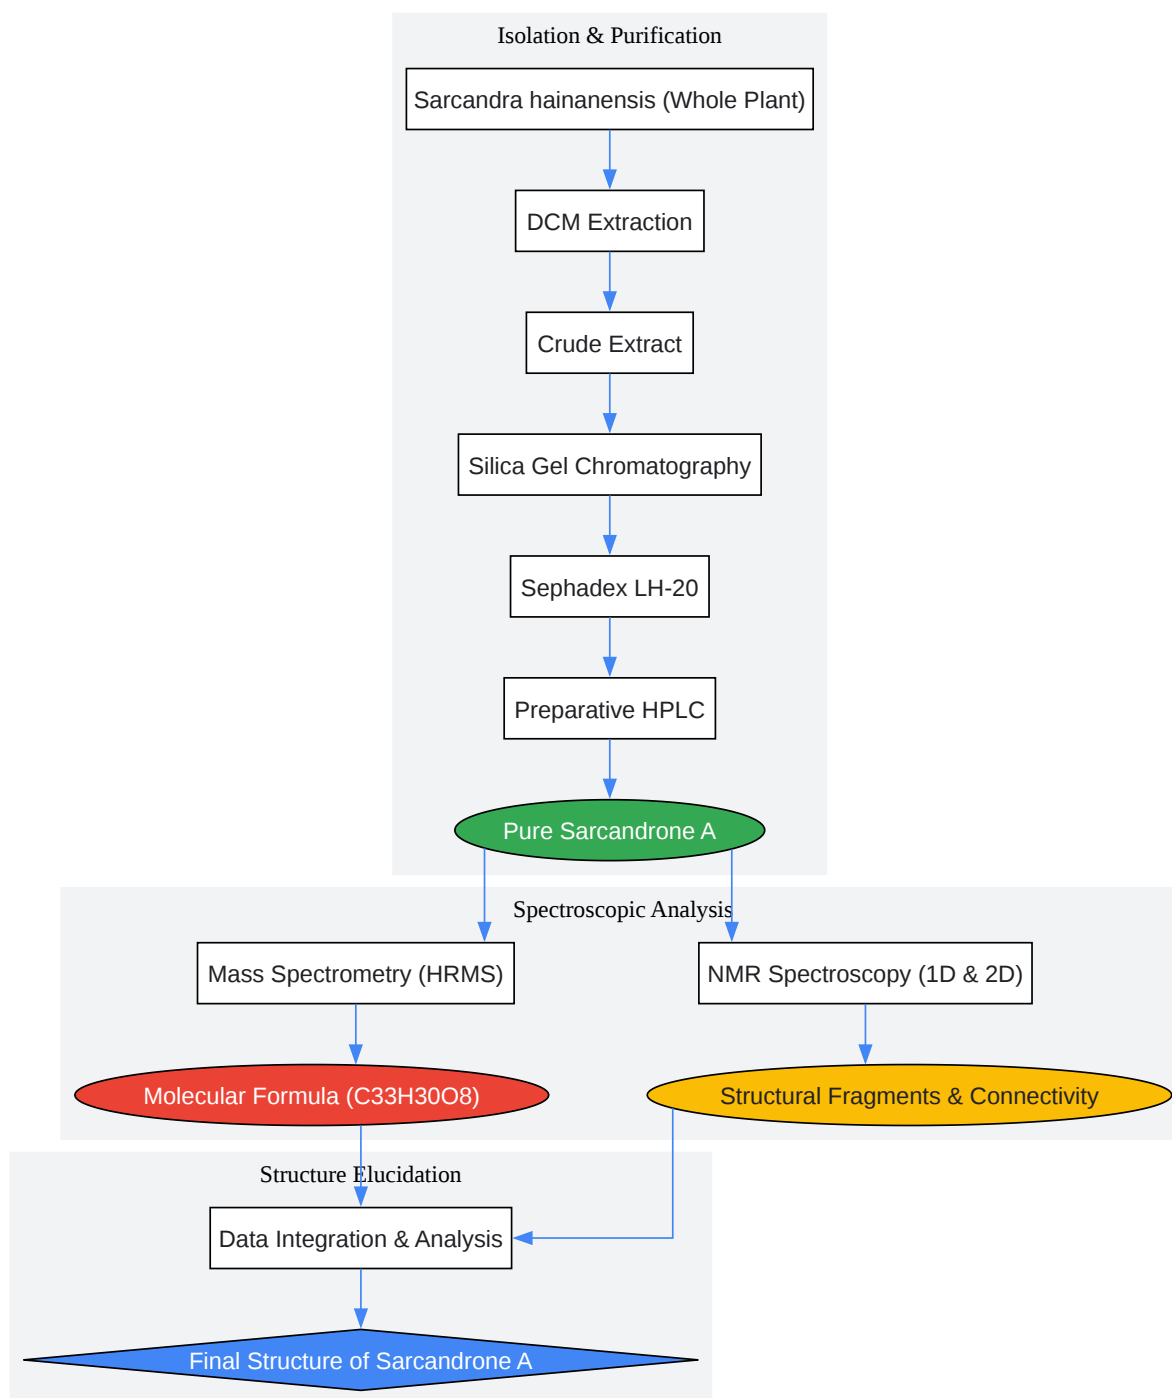 Isolation & Purification
Sarcandra hainanensis (Whole Plant)
DCM Extraction
Crude Extract
Silica Gel Chromatography
Sephadex LH-20
Preparative HPLC
Pure Sarcandrone A
Spectroscopic Analysis
Mass Spectrometry (HRMS)
NMR Spectroscopy (1D & 2D)
Molecular Formula (C33H30O8)
Structural Fragments & Connectivity
Structure Elucidation
Data Integration & Analysis
Final Structure of Sarcandrone A